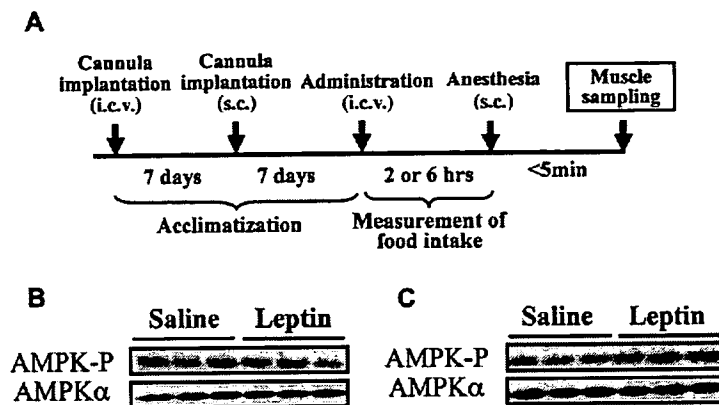 A
Cannula implantation (i.c.v.)
Cannula implantation (s.c.)
Administration (i.c.v.)
Anesthesia (s.c.)
Muscle sampling
7 days
7 days
2 or 6 hrs
<5min
Acclimatization
Measurement of food intake
B
Saline
Leptin
AMPK-P
AMPKα
C
Saline
Leptin
AMPK-P
AMPKα